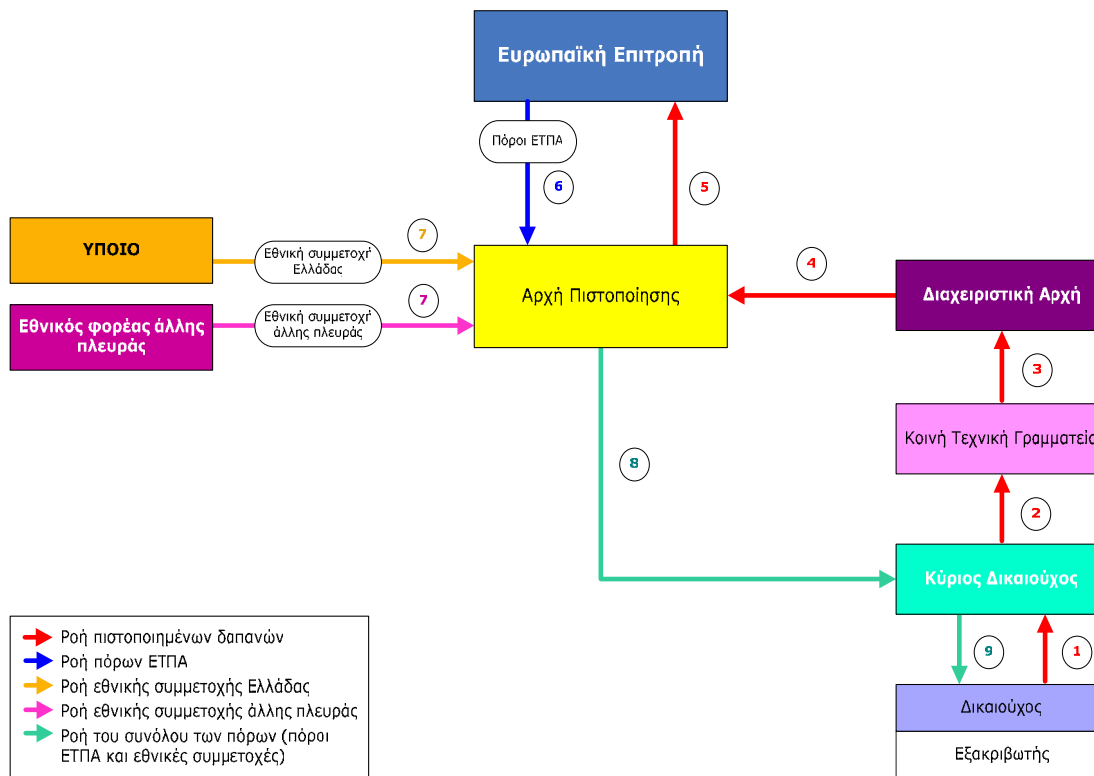 Ευρωπαϊκή Επιτροπή
Πόροι ΕΤΠΑ
6
5
ΥΠΟΙΟ
Εθνική συμμετοχή
Ελλάδας
7
Αρχή Πιστοποίησης
4
Διαχειριστική Αρχή
Εθνικός φορέας άλλης
πλευράς
Εθνική συμμετοχή
άλλης πλευράς
7
3
Κοινή Τεχνική Γραμματεία
8
2
Κύριος Δικαιούχος
9
1
Δικαιούχος
Εξακριβωτής
Ροή πιστοποιημένων δαπανών
Ροή πόρων ΕΤΠΑ
Ροή εθνικής συμμετοχής Ελλάδας
Ροή εθνικής συμμετοχής άλλης πλευράς
Ροή του συνόλου των πόρων (πόροι
ΕΤΠΑ και εθνικές συμμετοχές)